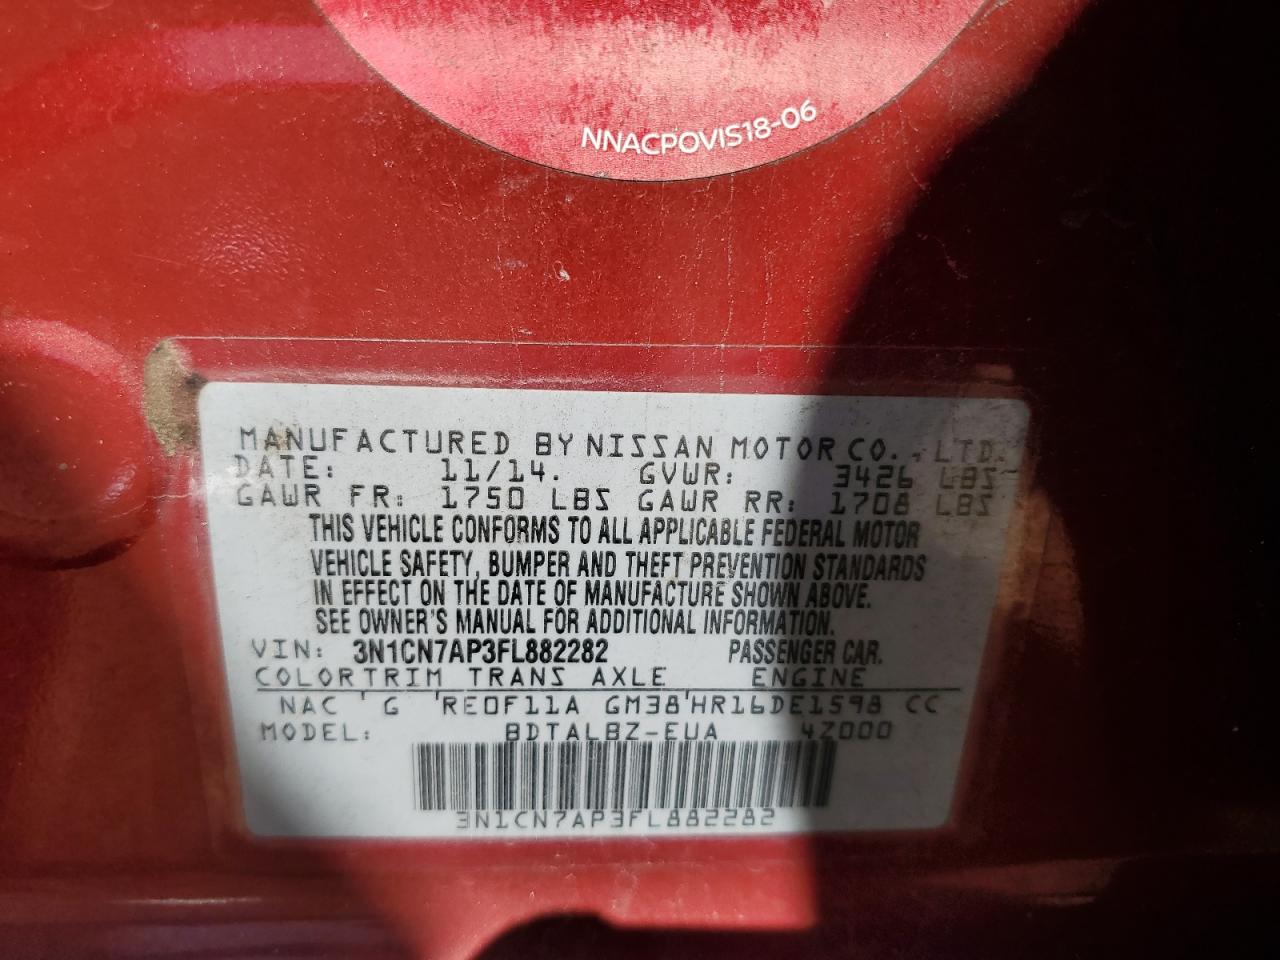 NNACPOVIS18-06
MANUFACTURED BY NISSAN MOTOR CO., LTD.
DATE: 11/14. GVWR: 3426 LBS
GAWR FR: 1750 LBS GAWR RR: 1708 LBS
THIS VEHICLE CONFORMS TO ALL APPLICABLE FEDERAL MOTOR
VEHICLE SAFETY, BUMPER AND THEFT PREVENTION STANDARDS
IN EFFECT ON THE DATE OF MANUFACTURE SHOWN ABOVE.
SEE OWNER'S MANUAL FOR ADDITIONAL INFORMATION.
VIN: 3N1CN7AP3FL882282 PASSENGER CAR.
COLOR TRIM TRANS AXLE ENGINE
NAC ' G 'RE0F11A GM38'HR16DE1598 CC
MODEL: BDTALBZ-EUA 4Z000
3N1CN7AP3FL882282